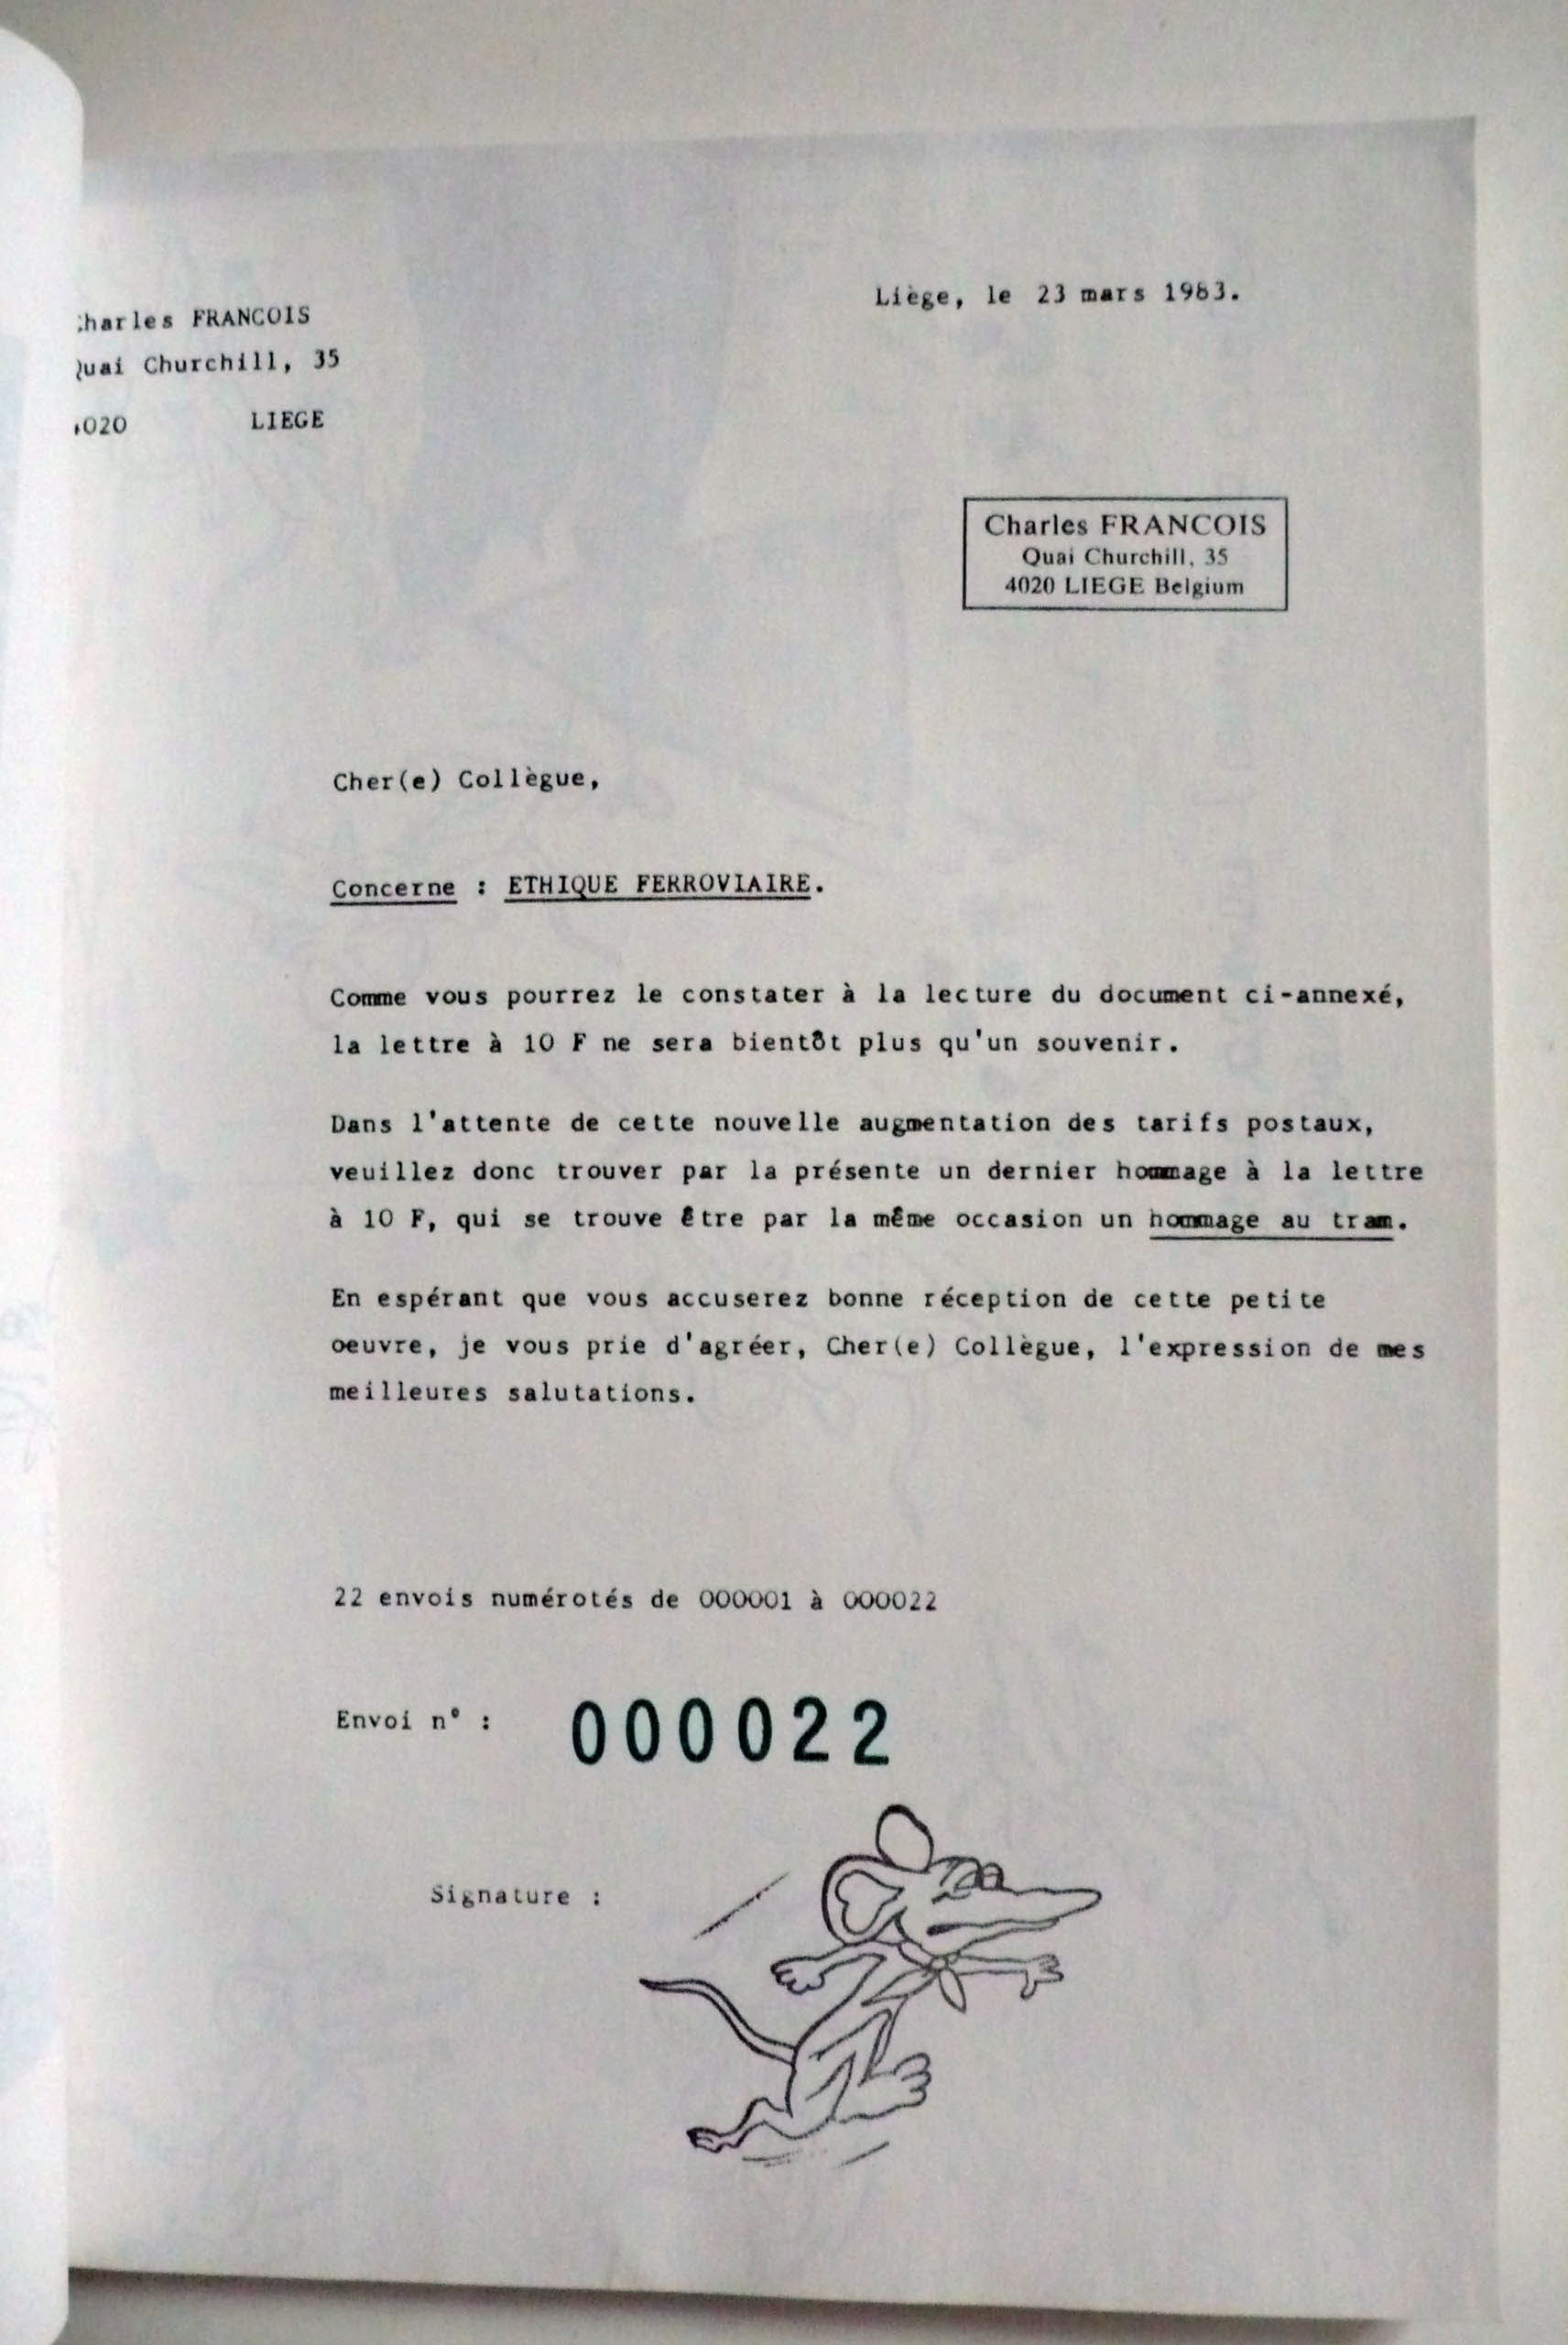 Charles FRANCOIS
Quai Churchill, 35
4020 LIEGE
Liège, le 23 mars 1983.
Charles FRANCOIS
Quai Churchill, 35
4020 LIEGE Belgium
Cher(e) Collègue,
Concerne : ETHIQUE FERROVIAIRE.
Comme vous pourrez le constater à la lecture du document ci-annexé,
la lettre à 10 F ne sera bientôt plus qu'un souvenir.
Dans l'attente de cette nouvelle augmentation des tarifs postaux,
veuillez donc trouver par la présente un dernier hommage à la lettre
à 10 F, qui se trouve être par la même occasion un hommage au tram.
En espérant que vous accuserez bonne réception de cette petite
oeuvre, je vous prie d'agréer, Cher(e) Collègue, l'expression de mes
meilleures salutations.
22 envois numérotés de 000001 à 000022
Envoi n° : 000022
Signature :